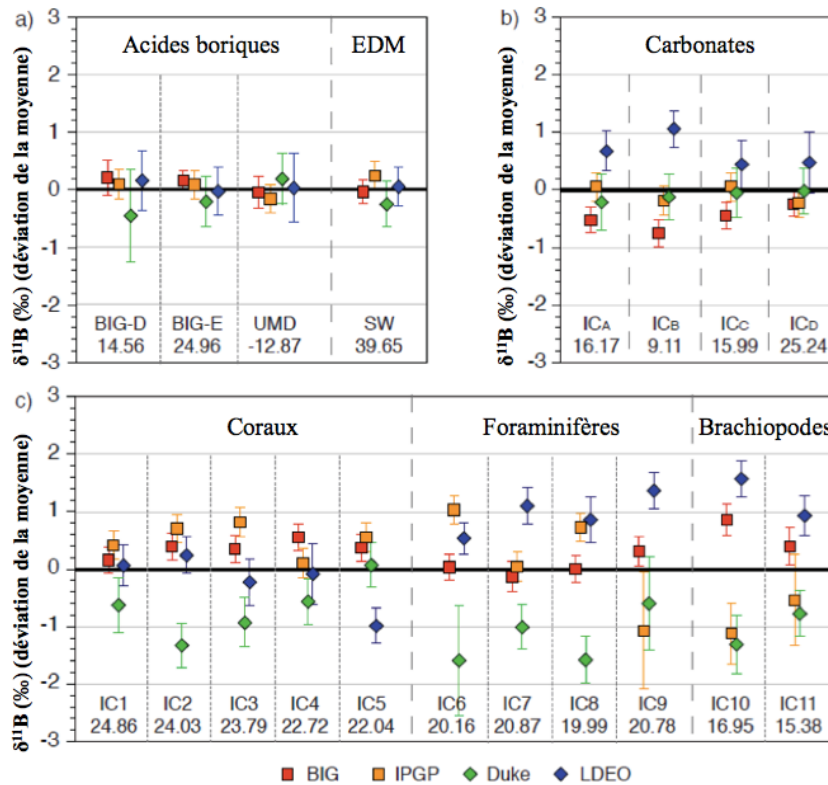 a)
Acides boriques EDM
δ¹¹B (‰) (déviation de la moyenne)
3
2
1
0
-1
-2
-3
BIG-D BIG-E UMD SW
14.56 24.96 -12.87 39.65
b)
Carbonates
δ¹¹B (‰) (déviation de la moyenne)
3
2
1
0
-1
-2
-3
ICA ICB ICC ICD
16.17 9.11 15.99 25.24
c)
Coraux Foraminifères Brachiopodes
δ¹¹B (‰) (déviation de la moyenne)
3
2
1
0
-1
-2
-3
IC1 IC2 IC3 IC4 IC5 IC6 IC7 IC8 IC9 IC10 IC11
24.86 24.03 23.79 22.72 22.04 20.16 20.87 19.99 20.78 16.95 15.38
BIG IPGP Duke LDEO